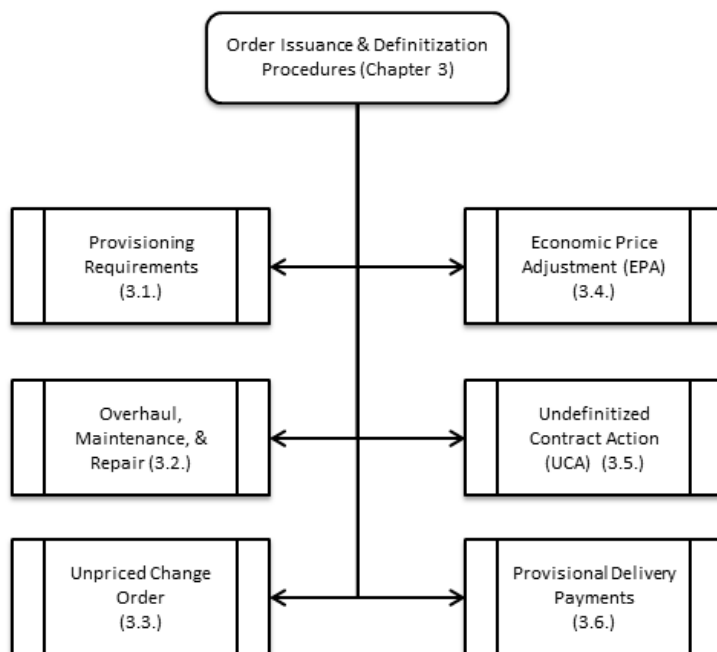 Order Issuance & Definitization
Procedures (Chapter 3)
Provisioning
Requirements
(3.1.)
Economic Price
Adjustment (EPA)
(3.4.)
Overhaul,
Maintenance, &
Repair (3.2.)
Undefinitized
Contract Action
(UCA) (3.5.)
Unpriced Change
Order
(3.3.)
Provisional Delivery
Payments
(3.6.)